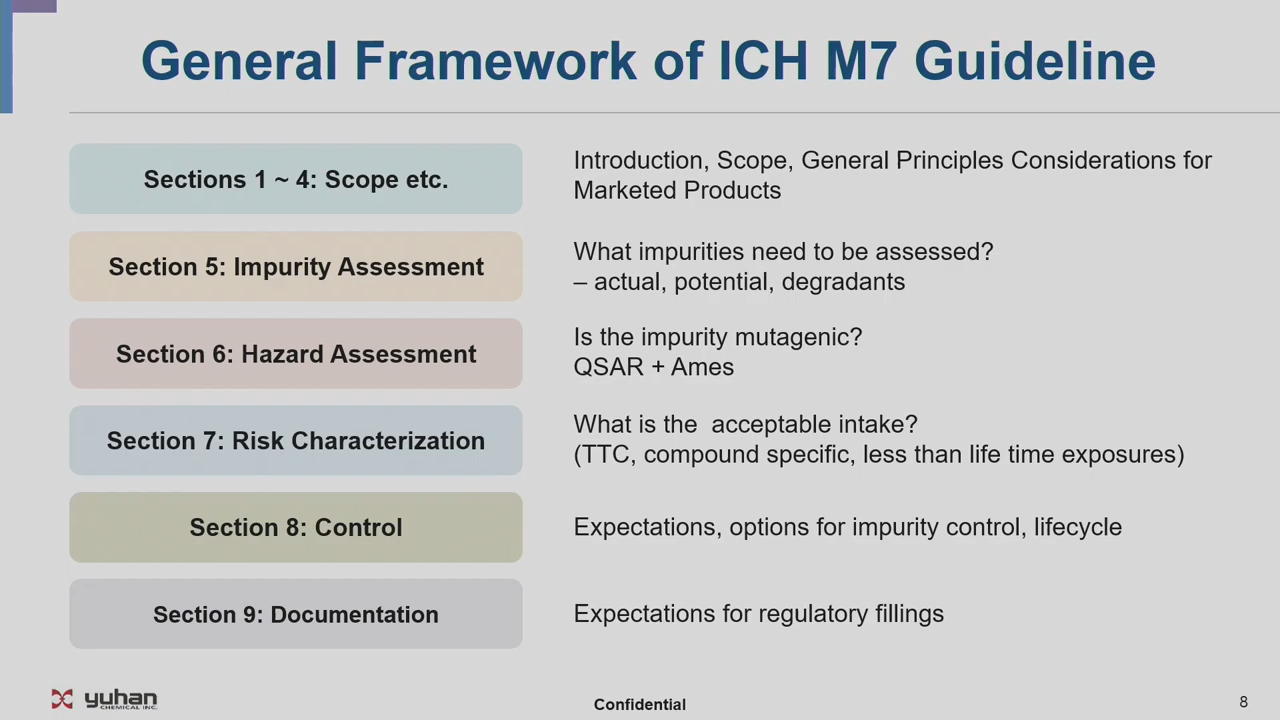 General Framework of ICH M7 Guideline
Sections 1 ~ 4: Scope etc.
Introduction, Scope, General Principles Considerations for
Marketed Products
Section 5: Impurity Assessment
What impurities need to be assessed?
– actual, potential, degradants
Section 6: Hazard Assessment
Is the impurity mutagenic?
QSAR + Ames
Section 7: Risk Characterization
What is the  acceptable intake?
(TTC, compound specific, less than life time exposures)
Section 8: Control
Expectations, options for impurity control, lifecycle
Section 9: Documentation
Expectations for regulatory fillings
yuhan
CHEMICAL INC.
Confidential
8